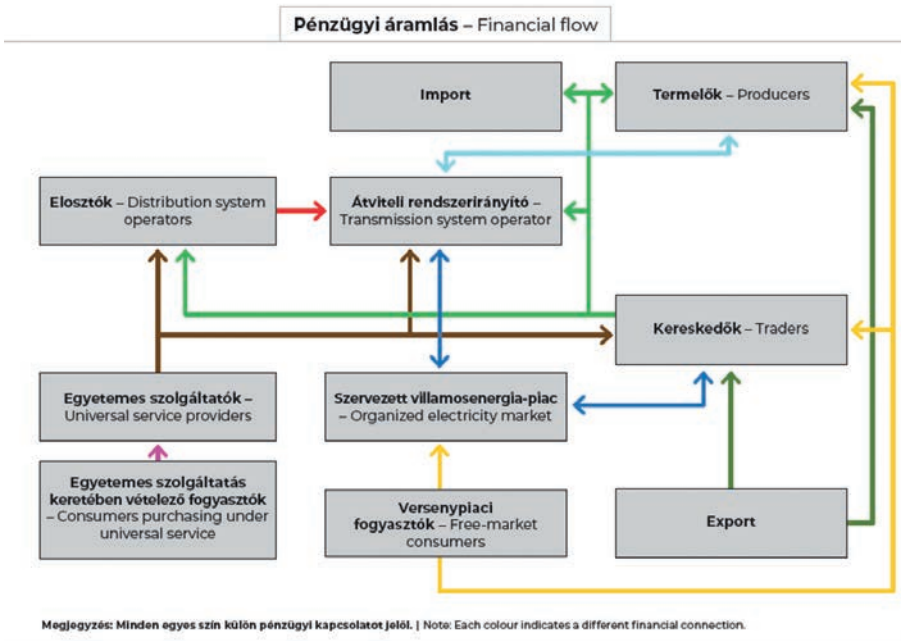 Pénzügyi áramlás – Financial flow
Import
Termelők – Producers
Elosztók – Distribution system
operators
Átviteli rendszerirányító –
Transmission system operator
Kereskedők – Traders
Egyetemes szolgáltatók –
Universal service providers
Szervezett villamosenergia-piac
– Organized electricity market
Egyetemes szolgáltatás
keretében vételező fogyasztók
– Consumers purchasing under
universal service
Versenypiaci
fogyasztók – Free-market
consumers
Export
Megjegyzés: Minden egyes szín külön pénzügyi kapcsolatot jelöl. | Note: Each colour indicates a different financial connection.